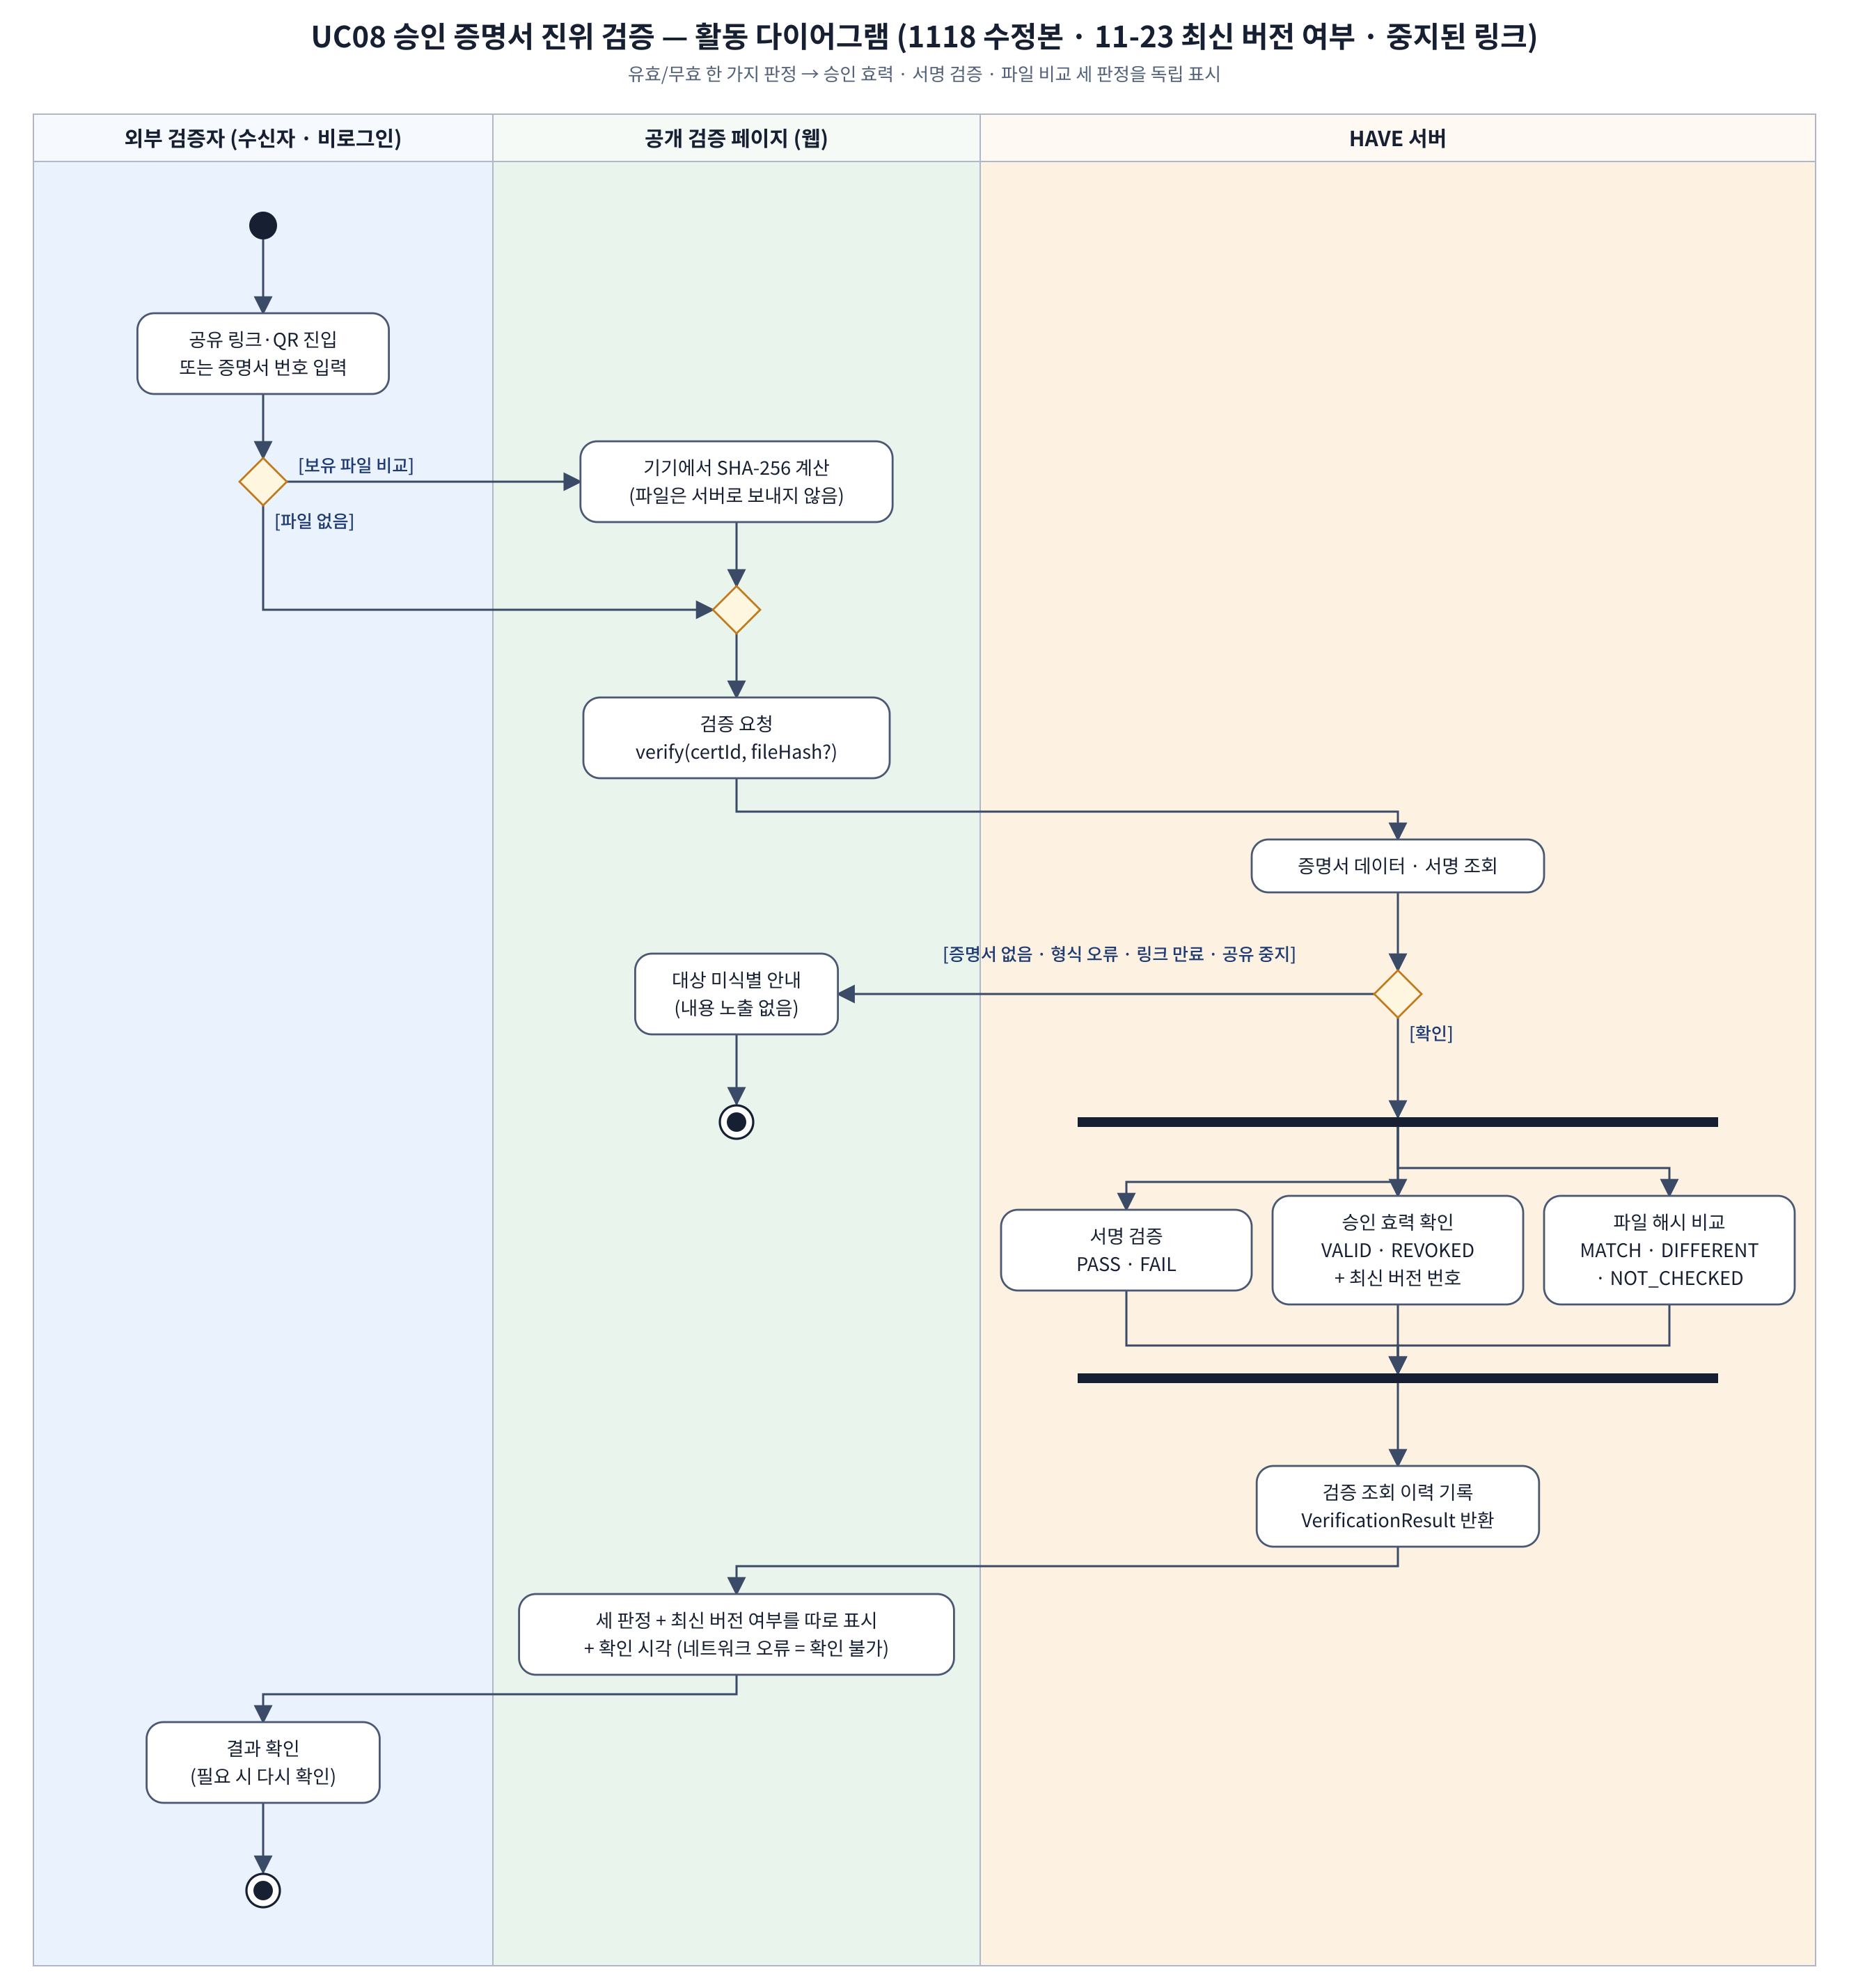 UC08 승인 증명서 진위 검증 — 활동 다이어그램 (1118 수정본 · 11-23 최신 버전 여부 · 중지된 링크)
유효/무효 한 가지 판정 → 승인 효력 · 서명 검증 · 파일 비교 세 판정을 독립 표시
외부 검증자 (수신자 · 비로그인)
공개 검증 페이지 (웹)
HAVE 서버
공유 링크·QR 진입
또는 증명서 번호 입력
[보유 파일 비교]
[파일 없음]
기기에서 SHA-256 계산
(파일은 서버로 보내지 않음)
검증 요청
verify(certId, fileHash?)
증명서 데이터 · 서명 조회
[증명서 없음 · 형식 오류 · 링크 만료 · 공유 중지]
대상 미식별 안내
(내용 노출 없음)
[확인]
서명 검증
PASS · FAIL
승인 효력 확인
VALID · REVOKED
+ 최신 버전 번호
파일 해시 비교
MATCH · DIFFERENT
· NOT_CHECKED
검증 조회 이력 기록
VerificationResult 반환
세 판정 + 최신 버전 여부를 따로 표시
+ 확인 시각 (네트워크 오류 = 확인 불가)
결과 확인
(필요 시 다시 확인)